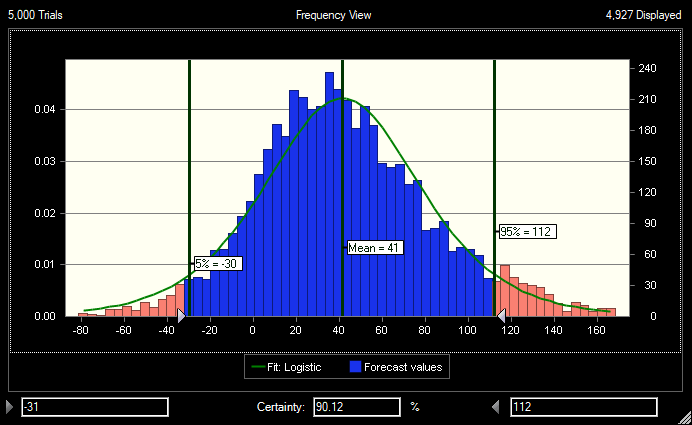 5,000 Trials Frequency View 4,927 Displayed
240
0.04 210
180
0.03 150
120
0.02 90
95% = 112
Mean = 41
5% = -30
0.01 60
30
0.00 0
-80 -60 -40 -20 0 20 40 60 80 100 120 140 160
Fit: Logistic Forecast values
-31 Certainty: 90.12 % 112